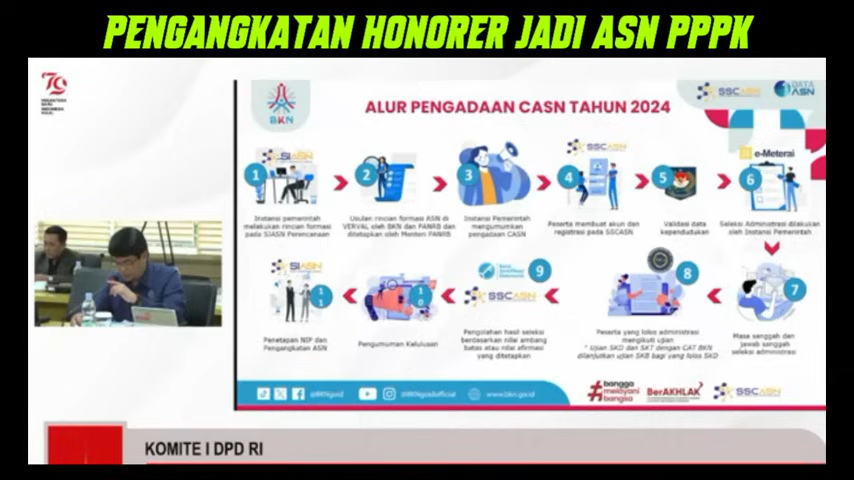 PENGANGKATAN HONORER JADI ASN PPPK
79
BKN
ALUR PENGADAAN CASN TAHUN 2024
SSCASN
DATA
ASN
SIASN
1
Instansi pemerintah
melakukan rincian formasi
pada SIASN Perencanaan
2
Usulan rincian formasi ASN di
VERVAL oleh BKN dan PANRB dan
ditetapkan oleh Menteri PANRB
3
Instansi Pemerintah
mengumumkan
pengadaan CASN
SSCASN
4
Peserta membuat akun dan
registrasi pada SSCASN
5
Validasi data
kependudukan
e-Meterai
6
Seleksi Administrasi dilakukan
oleh Instansi Pemerintah
7
Masa sanggah dan
jawab sanggah
seleksi administrasi
8
Peserta yang lolos administrasi
mengikuti ujian
* Ujian SKD dan SKT dengan CAT BKN
dilanjutkan ujian SKB bagi yang lolos SKD
9
SSCASN
Pengolahan hasil seleksi
berdasarkan nilai ambang
batas atau nilai afirmasi
yang ditetapkan
10
Pengumuman Kelulusan
SIASN
11
Penetapan NIP dan
Pengangkatan ASN
@BKNgoid
@BKNgoidofficial
www.bkn.go.id
#bangga
melayani
bangsa
BerAKHLAK
SSCASN
KOMITE I DPD RI